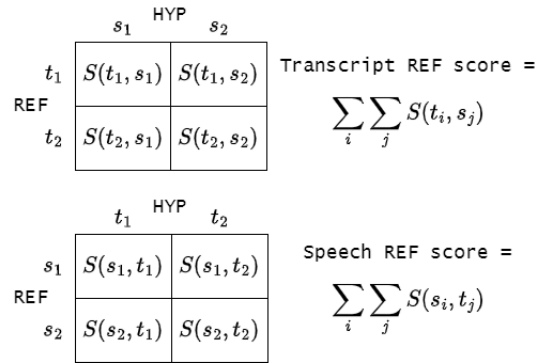 HYP
s₁ s₂
t₁ S(t₁, s₁) S(t₁, s₂) Transcript REF score =
REF ∑ᵢ ∑ⱼ S(tᵢ, sⱼ)
t₂ S(t₂, s₁) S(t₂, s₂)
HYP
t₁ t₂
s₁ S(s₁, t₁) S(s₁, t₂) Speech REF score =
REF ∑ᵢ ∑ⱼ S(sᵢ, tⱼ)
s₂ S(s₂, t₁) S(s₂, t₂)